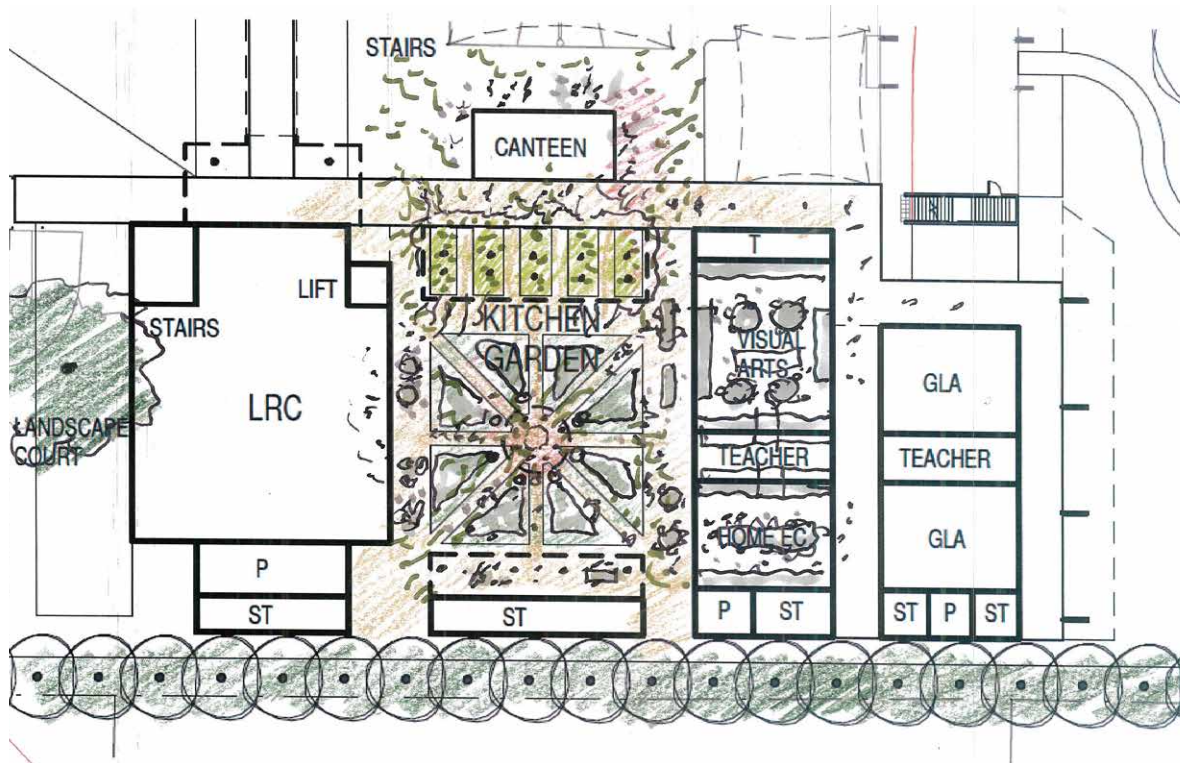 STAIRS
CANTEEN
T
LIFT
STAIRS
KITCHEN
GARDEN
VISUAL
ARTS
GLA
LRC
LANDSCAPE
COURT
TEACHER
TEACHER
HOME EC
GLA
P
ST
ST
P
ST
ST
P
ST